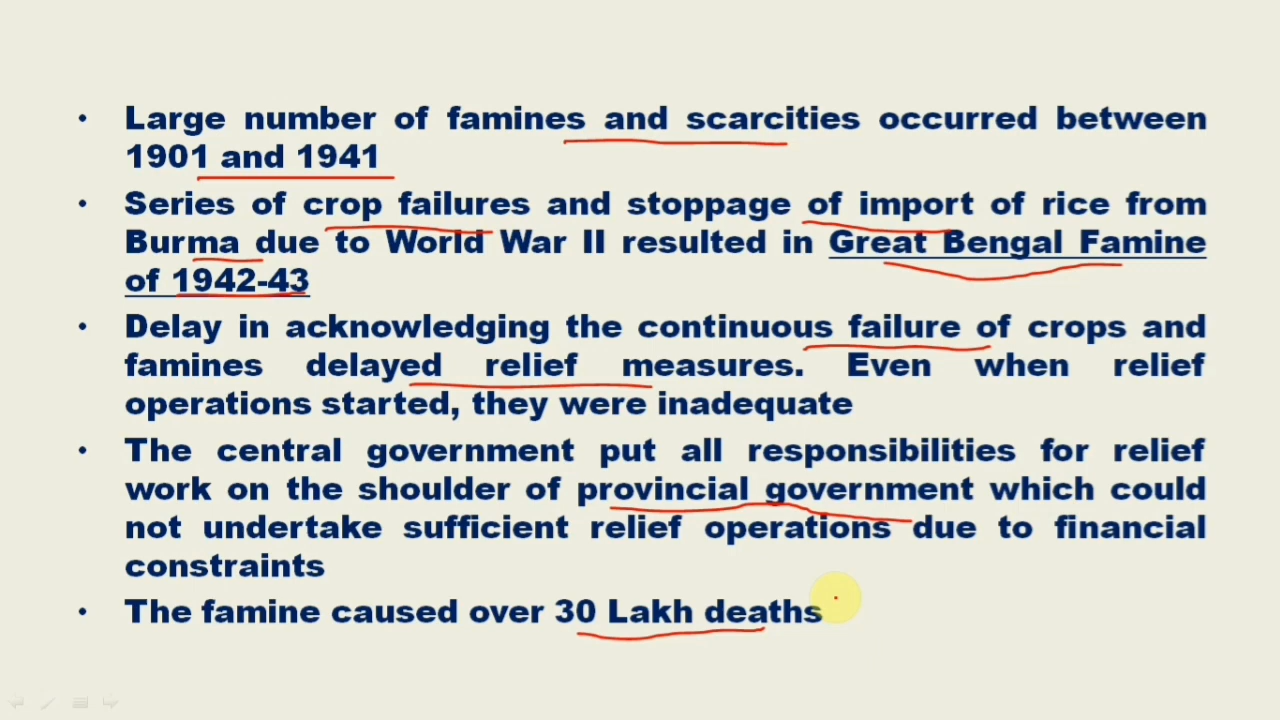 • Large number of famines and scarcities occurred between
1901 and 1941
• Series of crop failures and stoppage of import of rice from
Burma due to World War II resulted in Great Bengal Famine
of 1942-43
• Delay in acknowledging the continuous failure of crops and
famines delayed relief measures. Even when relief
operations started, they were inadequate
• The central government put all responsibilities for relief
work on the shoulder of provincial government which could
not undertake sufficient relief operations due to financial
constraints
• The famine caused over 30 Lakh deaths